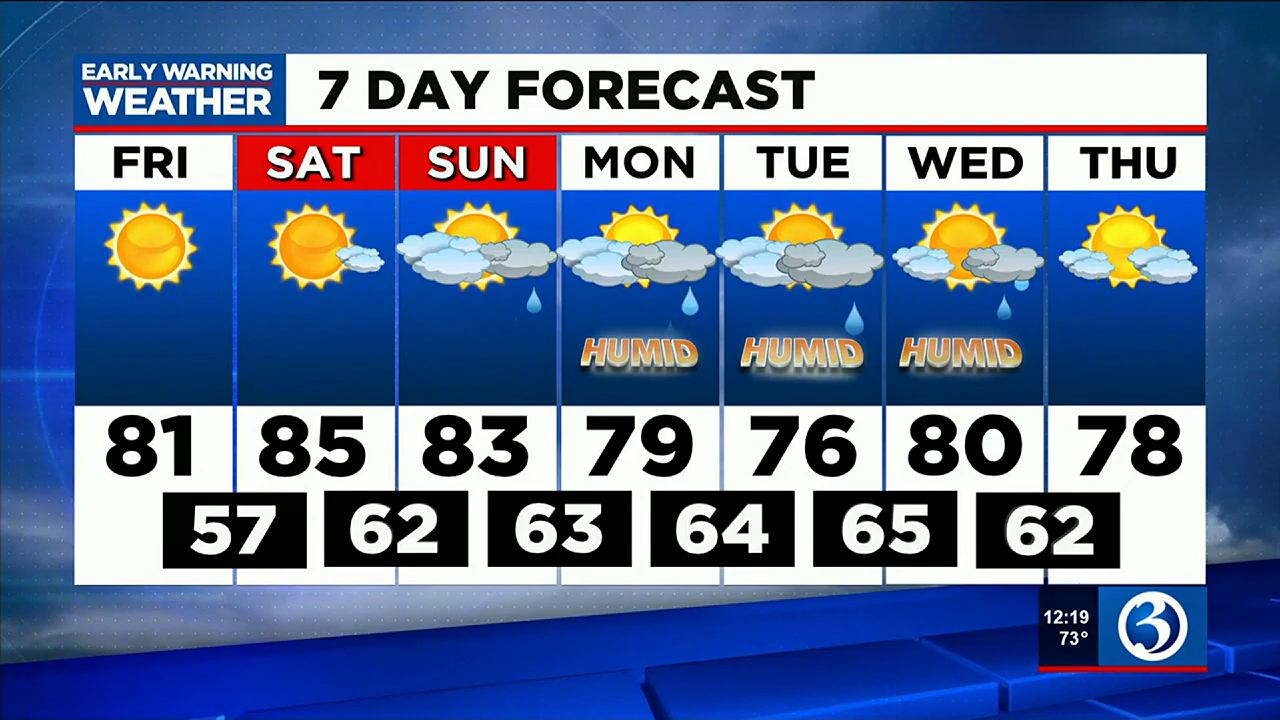 EARLY WARNING
WEATHER
7 DAY FORECAST
FRI SAT SUN MON TUE WED THU
HUMID HUMID HUMID
81 85 83 79 76 80 78
57 62 63 64 65 62
12:19
73°
3